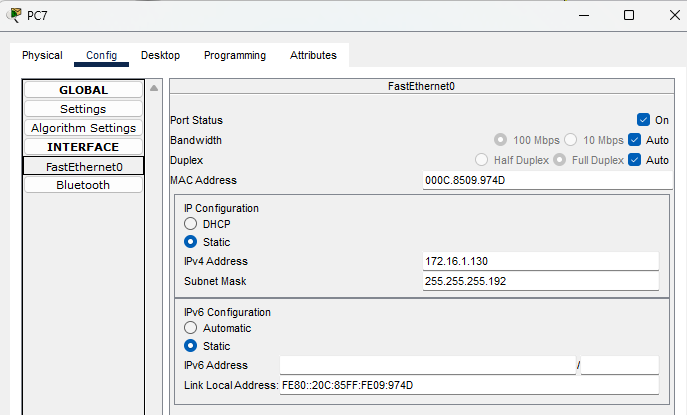 PC7
Physical Config Desktop Programming Attributes
GLOBAL
Settings
Algorithm Settings
INTERFACE
FastEthernet0
Bluetooth
FastEthernet0
Port Status On
Bandwidth 100 Mbps 10 Mbps Auto
Duplex Half Duplex Full Duplex Auto
MAC Address 000C.8509.974D
IP Configuration
DHCP
Static
IPv4 Address 172.16.1.130
Subnet Mask 255.255.255.192
IPv6 Configuration
Automatic
Static
IPv6 Address /
Link Local Address: FE80::20C:85FF:FE09:974D